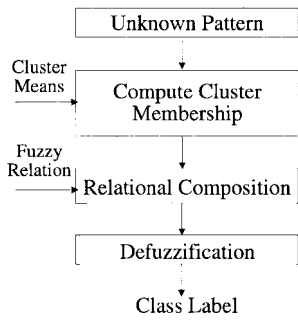 Unknown Pattern
Cluster
Means
Compute Cluster
Membership
Fuzzy
Relation
Relational Composition
Defuzzification
Class Label